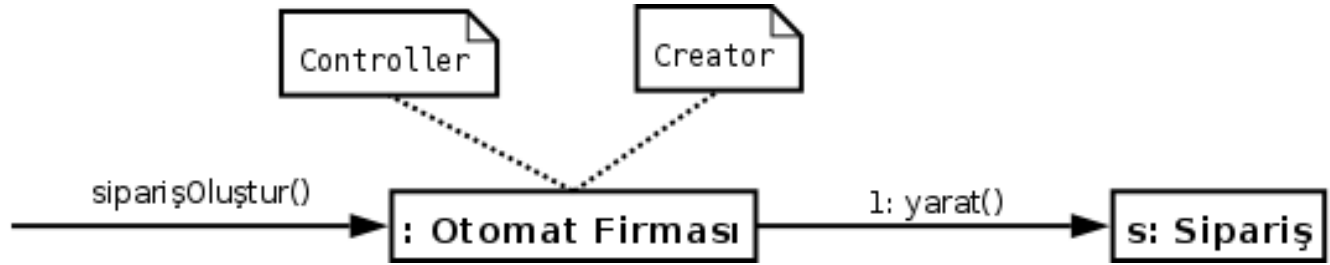 Controller
Creator
siparişOluştur()
: Otomat Firması
1: yarat()
s: Sipariş